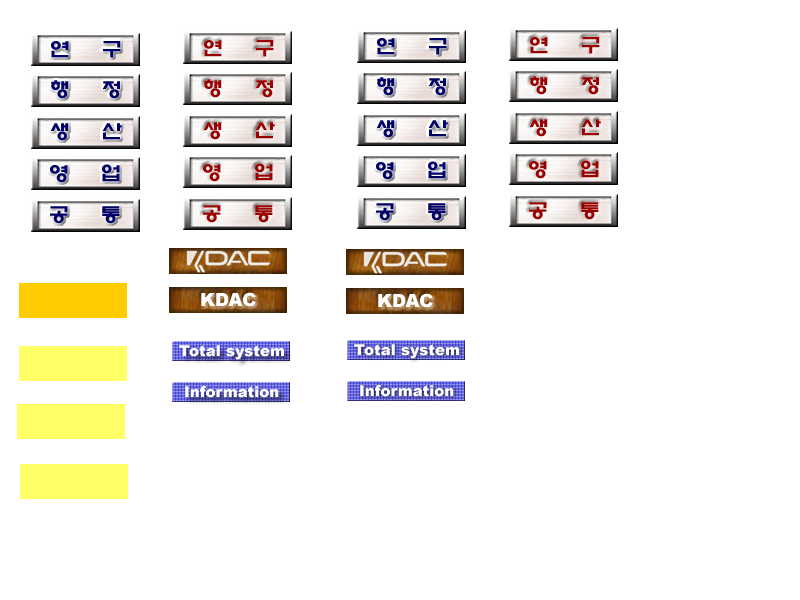 연 구 연 구 연 구 연 구
행 정 행 정 행 정 행 정
생 산 생 산 생 산 생 산
영 업 영 업 영 업 영 업
공 통 공 통 공 통 공 통
KDAC KDAC
KDAC KDAC
Total system Total system
Information Information